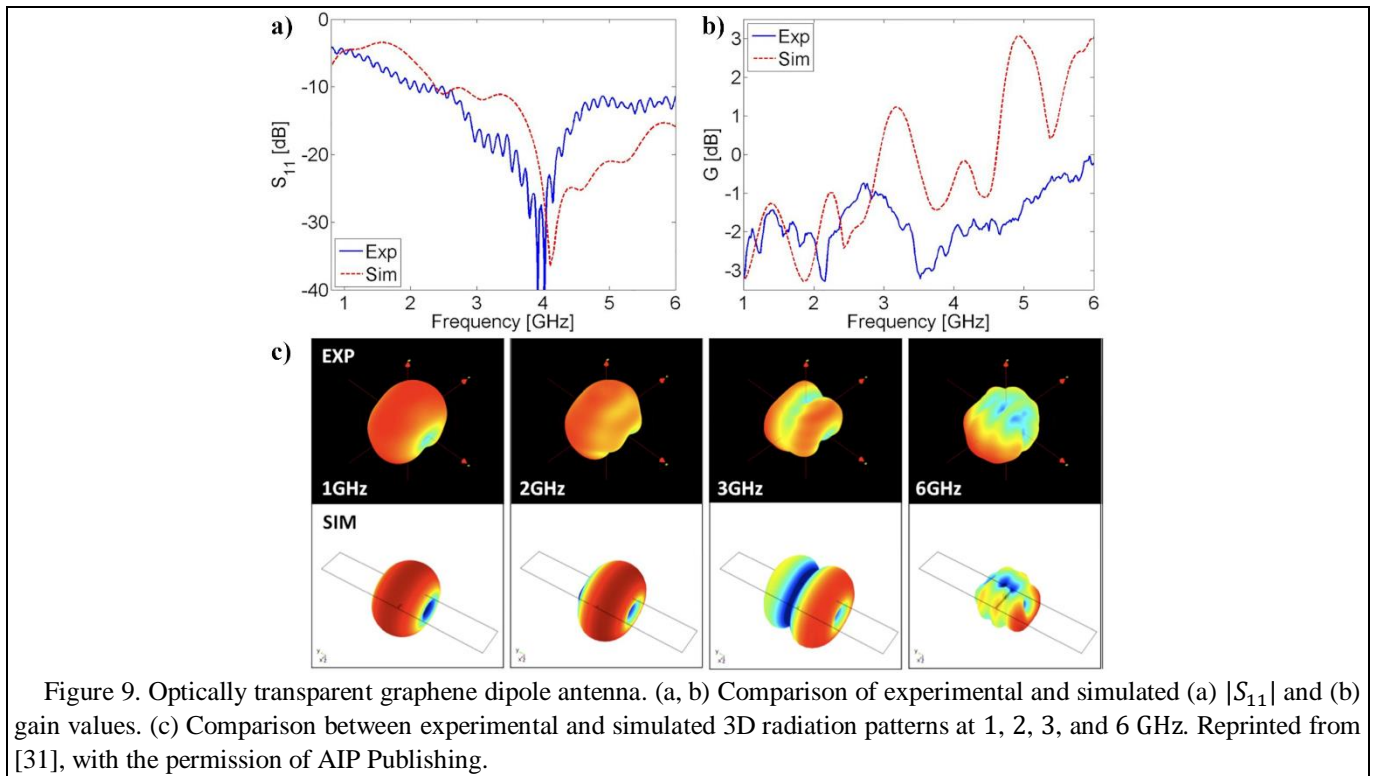 a)
0
-10
-20
-30
-40
S₁₁ [dB]
Exp
Sim
1 2 3 4 5 6
Frequency [GHz]
b)
3
2
1
0
-1
-2
-3
G [dB]
Exp
Sim
1 2 3 4 5 6
Frequency [GHz]
c)
EXP
1GHz 2GHz 3GHz 6GHz
SIM
Figure 9. Optically transparent graphene dipole antenna. (a, b) Comparison of experimental and simulated (a) |S₁₁| and (b)
gain values. (c) Comparison between experimental and simulated 3D radiation patterns at 1, 2, 3, and 6 GHz. Reprinted from
[31], with the permission of AIP Publishing.